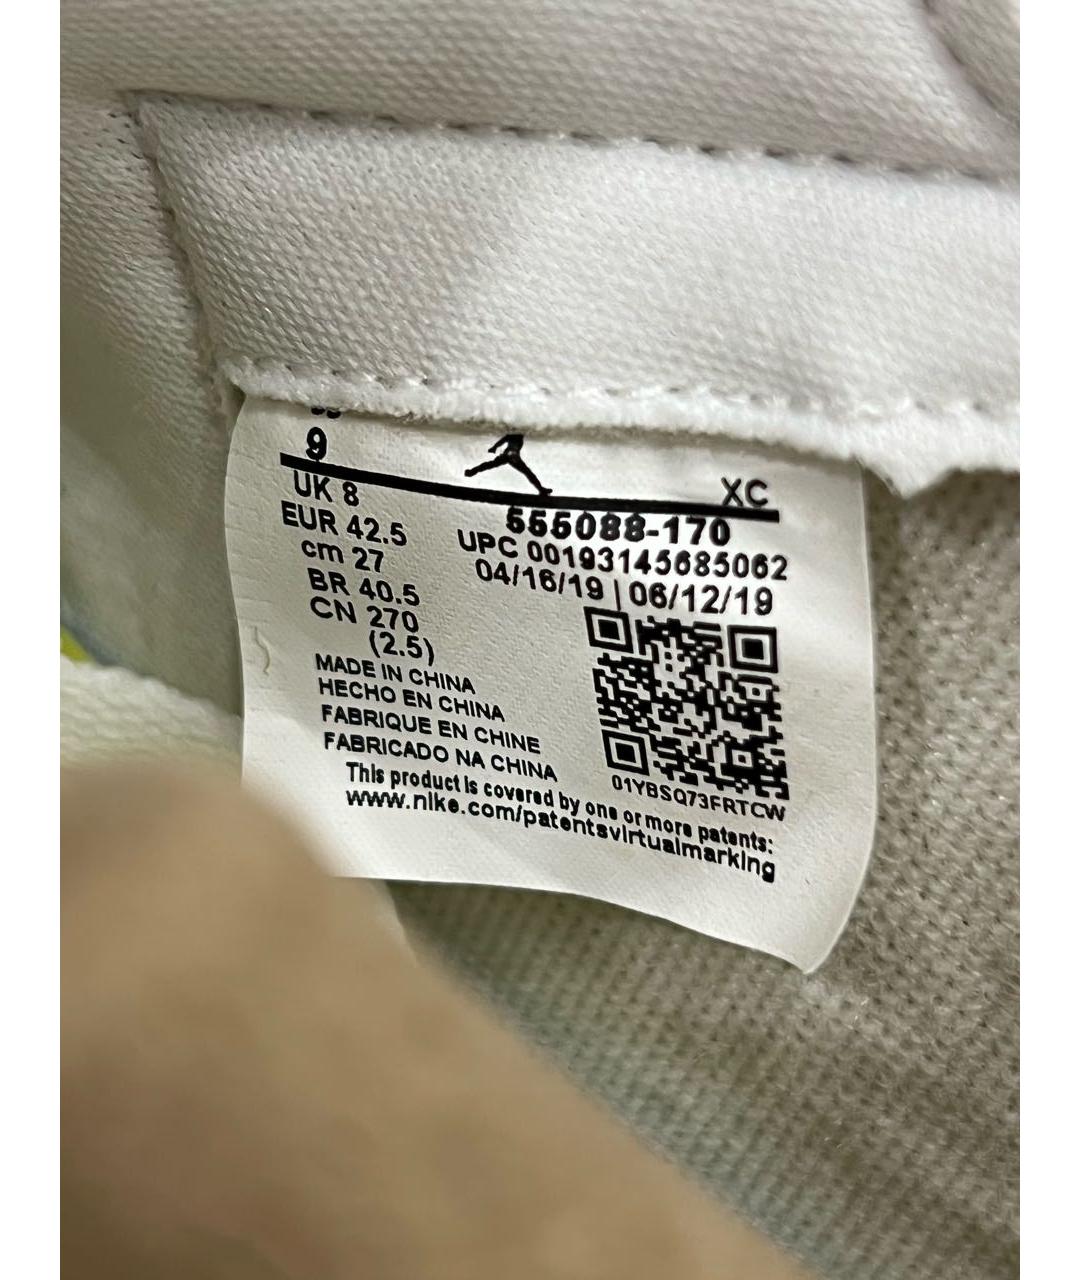 9
XC
UK 8
EUR 42.5
cm 27
BR 40.5
CN 270
(2.5)
555088-170
UPC 00193145685062
04/16/19 | 06/12/19
MADE IN CHINA
HECHO EN CHINA
FABRIQUE EN CHINE
FABRICADO NA CHINA
01YBSQ73FRTCW
This product is covered by one or more patents:
www.nike.com/patentsvirtualmarking